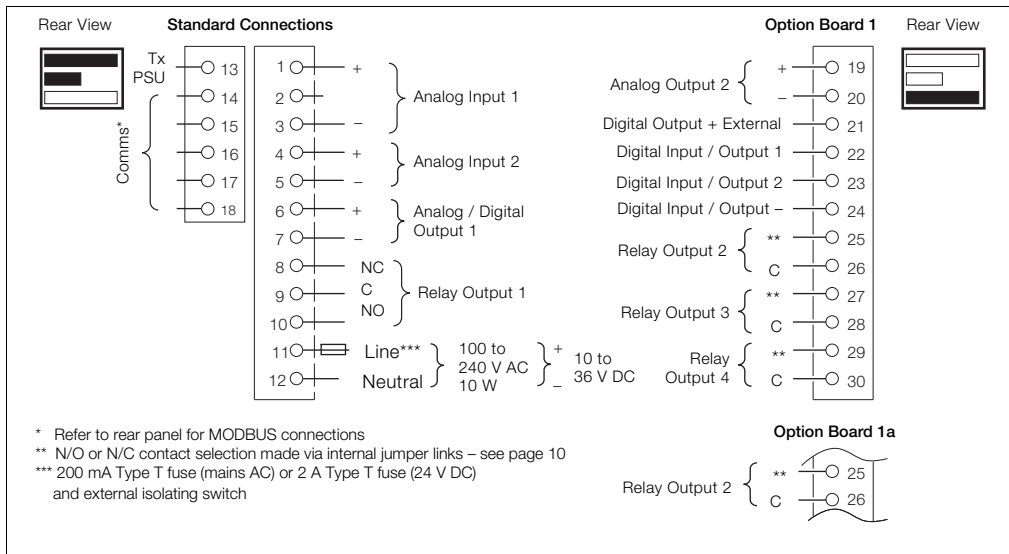 Rear View
Standard Connections
Option Board 1
Rear View
Tx
PSU
13
14
15
16
17
18
Comms*
1 +
2
3 –
Analog Input 1
4 +
5 –
Analog Input 2
6 +
7 –
Analog / Digital
Output 1
8 NC
9 C
10 NO
Relay Output 1
11 Line***
12 Neutral
100 to
240 V AC
10 W
+
–
10 to
36 V DC
Analog Output 2
+ 19
– 20
Digital Output + External 21
Digital Input / Output 1 22
Digital Input / Output 2 23
Digital Input / Output – 24
Relay Output 2
** 25
C 26
Relay Output 3
** 27
C 28
Relay
Output 4
** 29
C 30
* Refer to rear panel for MODBUS connections
** N/O or N/C contact selection made via internal jumper links – see page 10
*** 200 mA Type T fuse (mains AC) or 2 A Type T fuse (24 V DC)
and external isolating switch
Option Board 1a
Relay Output 2
** 25
C 26